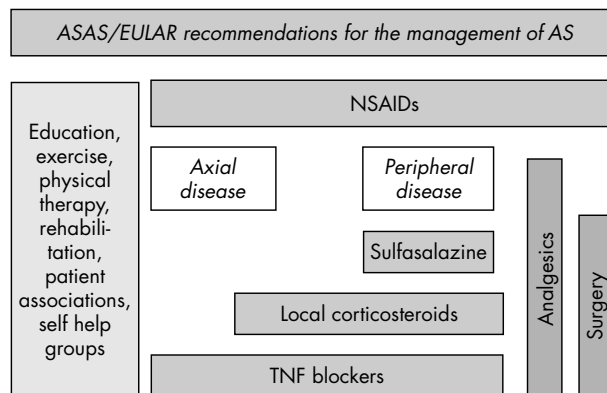 ASAS/EULAR recommendations for the management of AS
Education,
exercise,
physical
therapy,
rehabili-
tation,
patient
associations,
self help
groups
NSAIDs
Axial
disease
Peripheral
disease
Sulfasalazine
Local corticosteroids
TNF blockers
Analgesics
Surgery